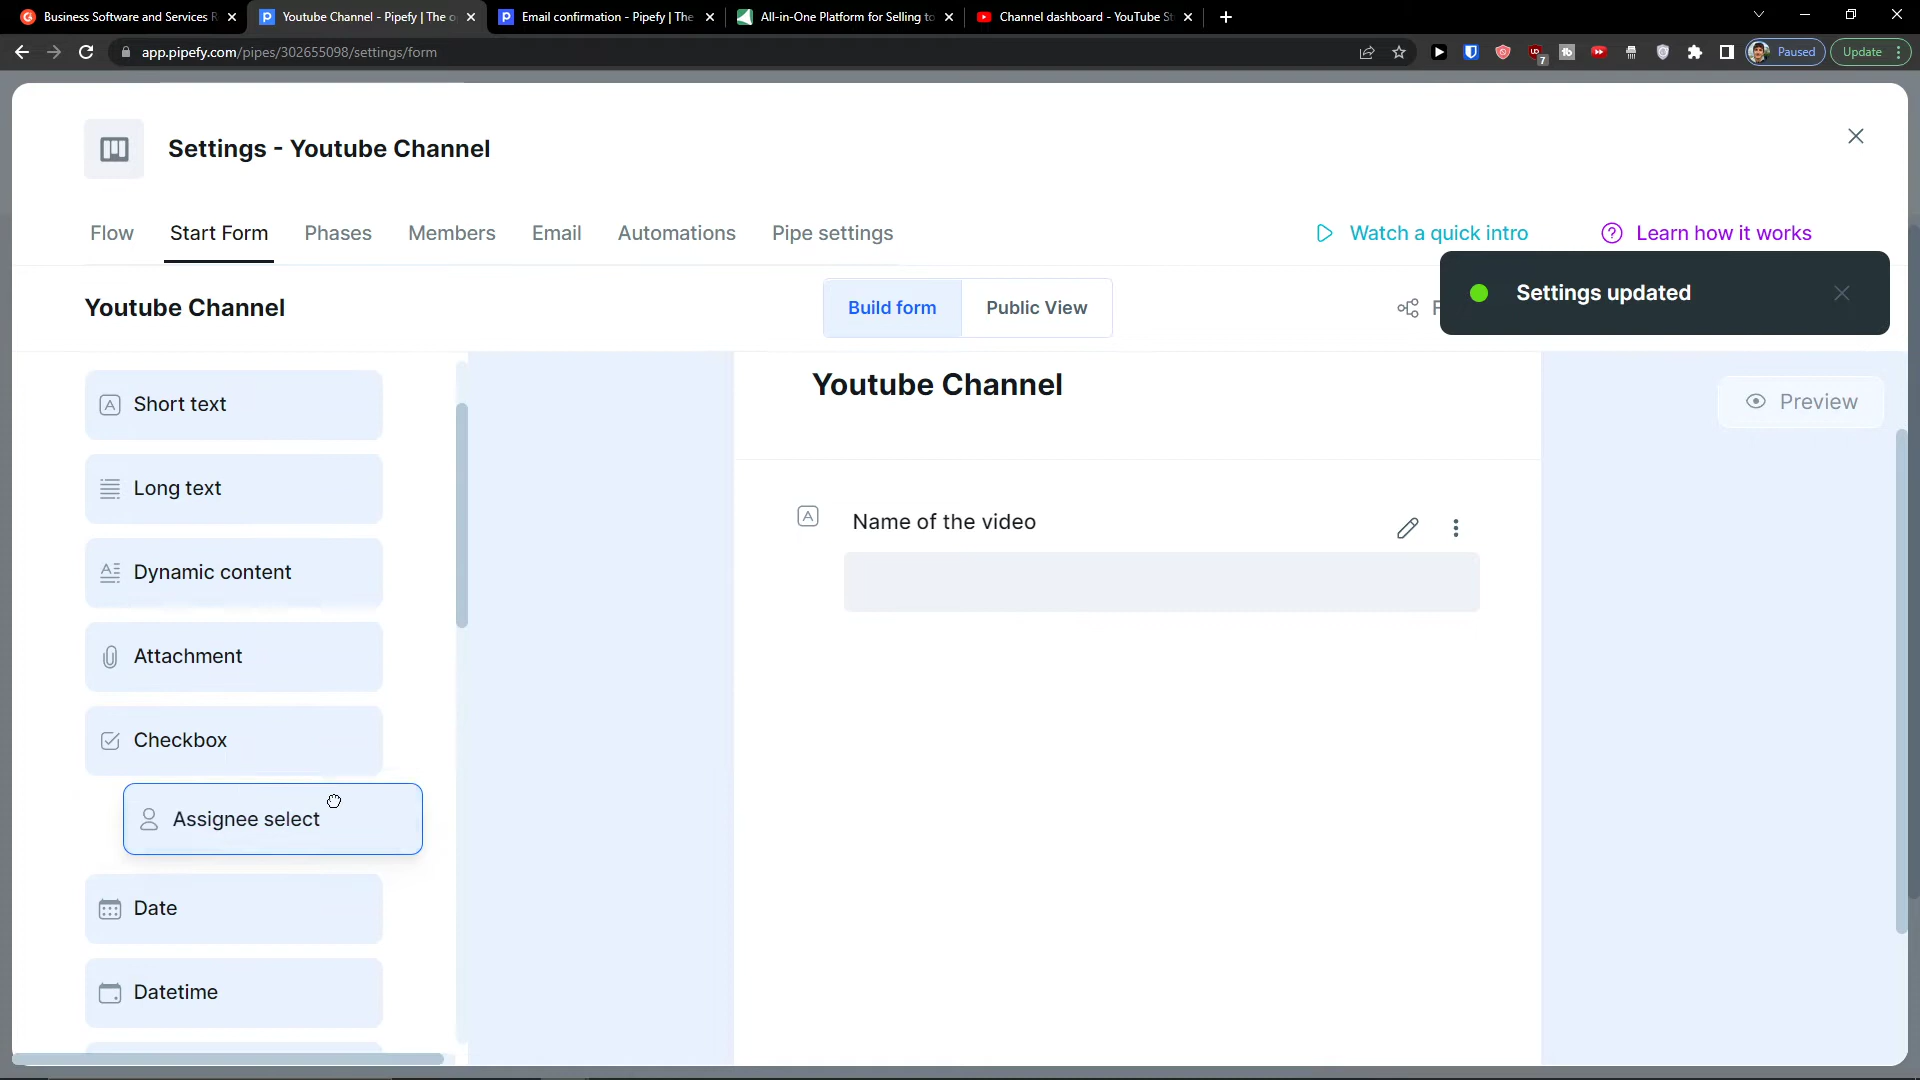 Business Software and Services R
Youtube Channel - Pipefy | The o
Email confirmation - Pipefy | The
All-in-One Platform for Selling to
Channel dashboard - YouTube St
app.pipefy.com/pipes/302655098/settings/form
7
Paused
Update
Settings - Youtube Channel
Flow
Start Form
Phases
Members
Email
Automations
Pipe settings
Watch a quick intro
Learn how it works
Youtube Channel
Build form
Public View
F
Settings updated
Short text
Long text
Dynamic content
Attachment
Checkbox
Assignee select
Date
Datetime
Youtube Channel
Preview
Name of the video